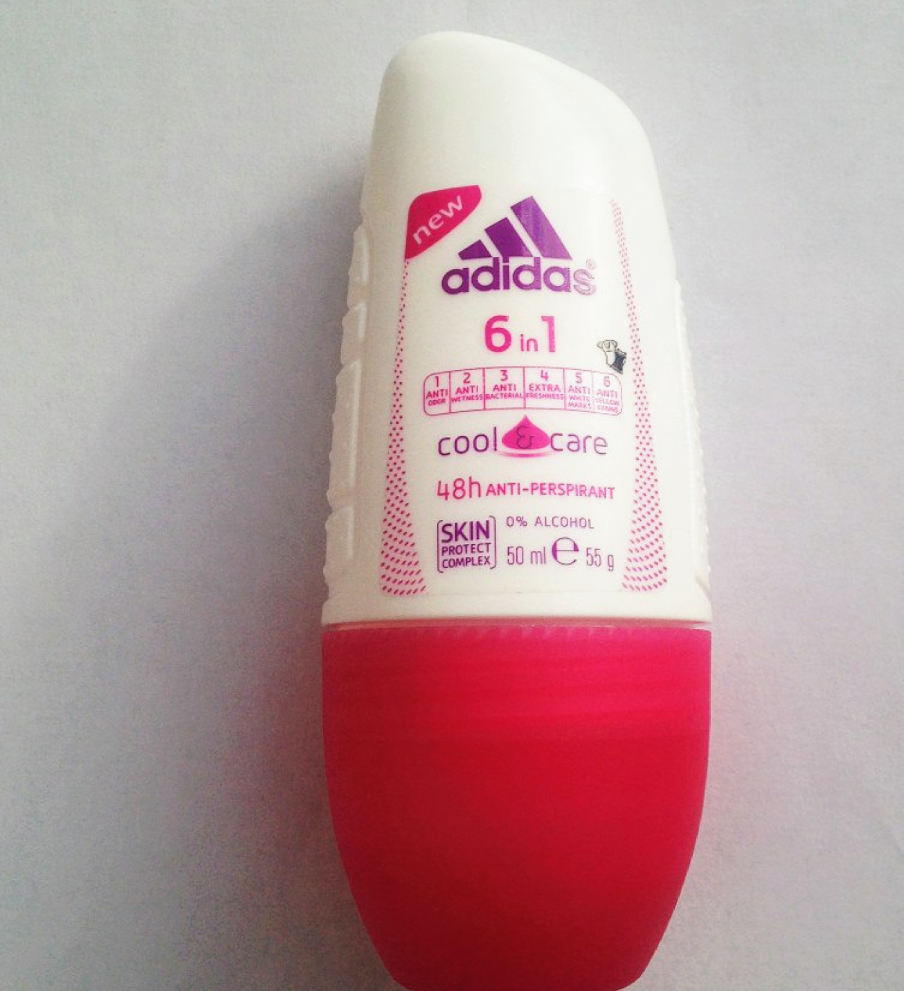 new
adidas®
6 in 1
1 ANTI ODOR
2 ANTI WETNESS
3 ANTI BACTERIAL
4 EXTRA FRESHNESS
5 ANTI WHITE MARKS
6 ANTI YELLOW STAINS
cool & care
48h ANTI-PERSPIRANT
SKIN PROTECT COMPLEX
0% ALCOHOL
50 ml e 55 g